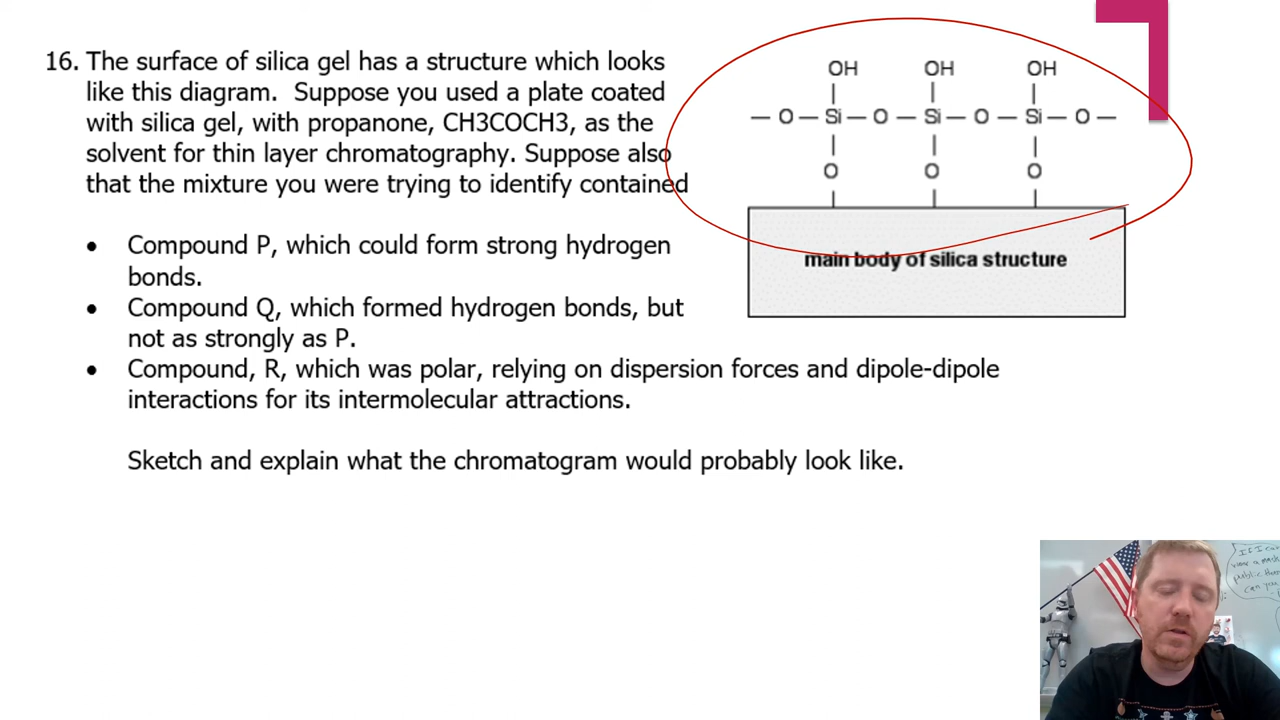 16. The surface of silica gel has a structure which looks
like this diagram. Suppose you used a plate coated
with silica gel, with propanone, CH3COCH3, as the
solvent for thin layer chromatography. Suppose also
that the mixture you were trying to identify contained
• Compound P, which could form strong hydrogen
bonds.
• Compound Q, which formed hydrogen bonds, but
not as strongly as P.
• Compound, R, which was polar, relying on dispersion forces and dipole-dipole
interactions for its intermolecular attractions.
Sketch and explain what the chromatogram would probably look like.
OH OH OH
— O — Si — O — Si — O — Si — O —
O O O
main body of silica structure
can you